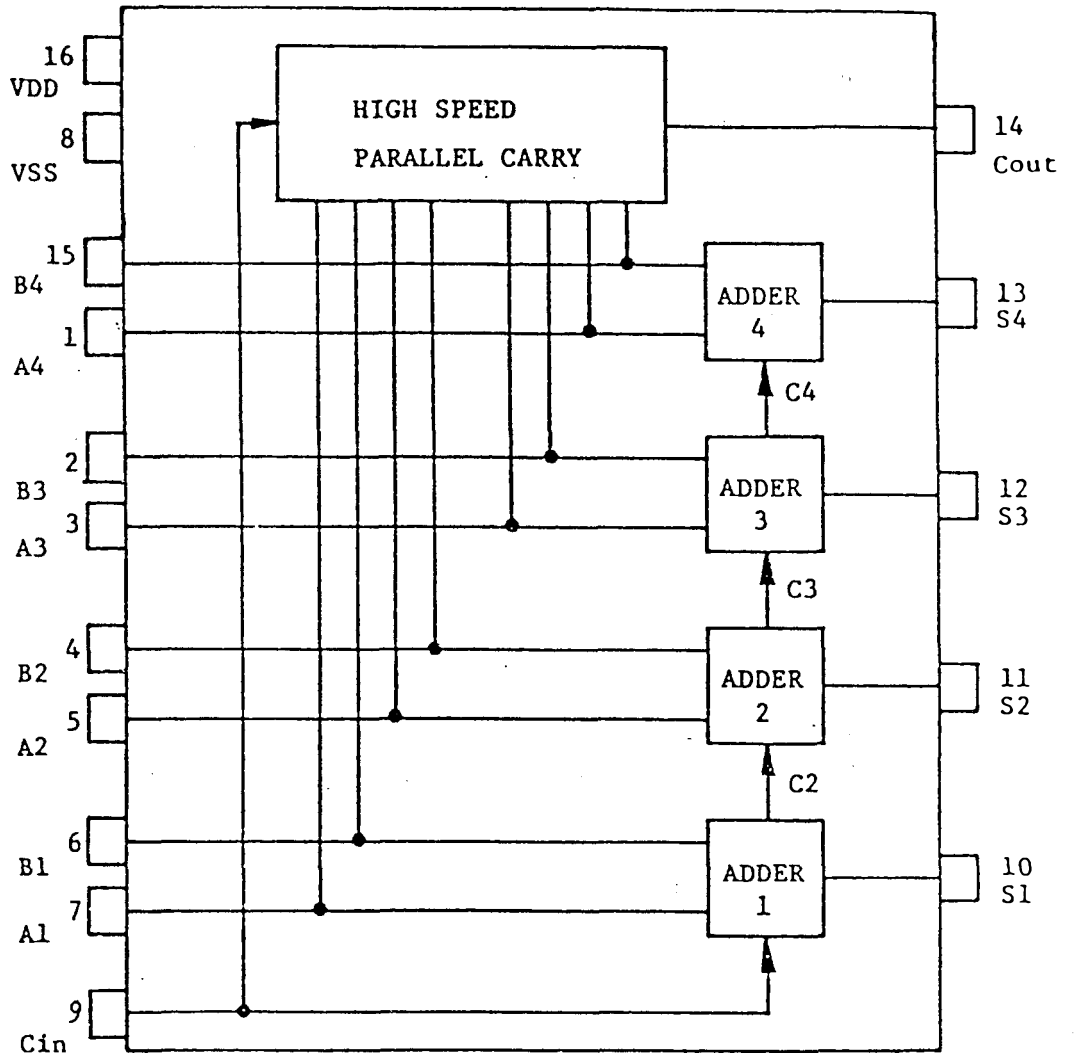 16
VDD
8
VSS
15
B4
1
A4
2
B3
3
A3
4
B2
5
A2
6
B1
7
A1
9
Cin
HIGH SPEED
PARALLEL CARRY
ADDER
4
C4
ADDER
3
C3
ADDER
2
C2
ADDER
1
14
Cout
13
S4
12
S3
11
S2
10
S1